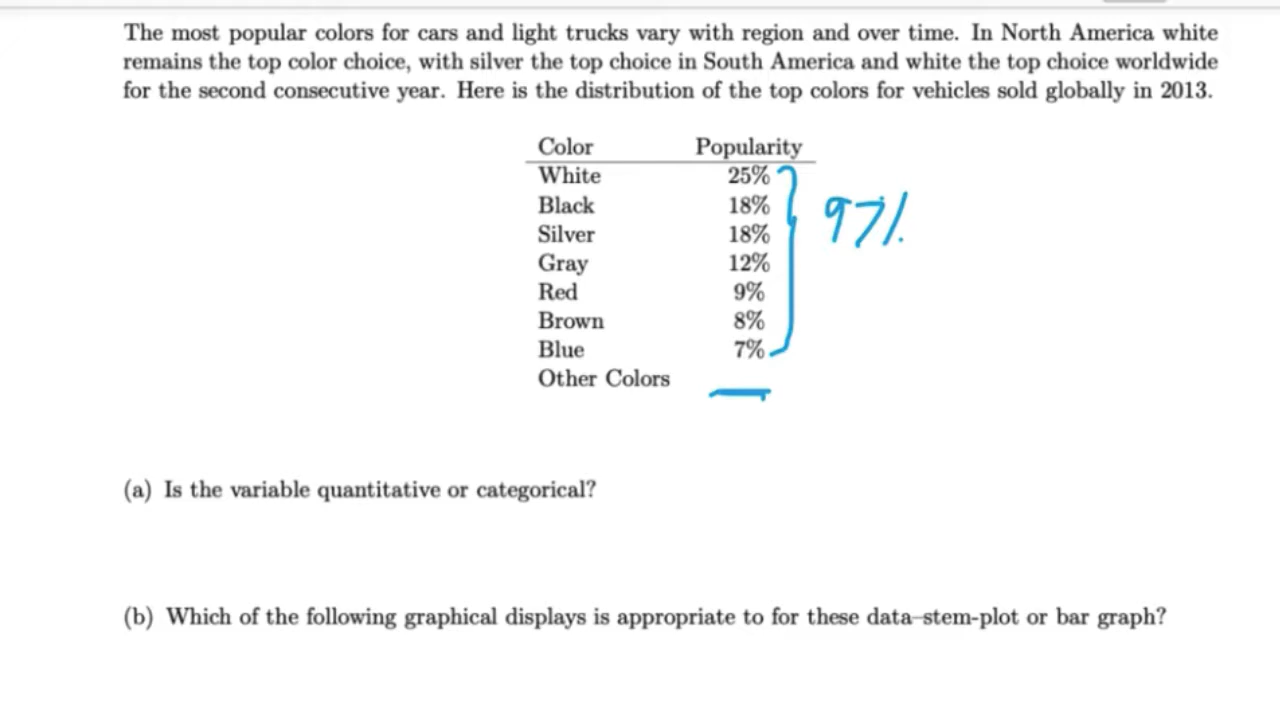 The most popular colors for cars and light trucks vary with region and over time. In North America white
remains the top color choice, with silver the top choice in South America and white the top choice worldwide
for the second consecutive year. Here is the distribution of the top colors for vehicles sold globally in 2013.
Color Popularity
White 25%
Black 18%
Silver 18%
Gray 12%
Red 9%
Brown 8%
Blue 7%
Other Colors
97%
(a) Is the variable quantitative or categorical?
(b) Which of the following graphical displays is appropriate to for these data–stem-plot or bar graph?